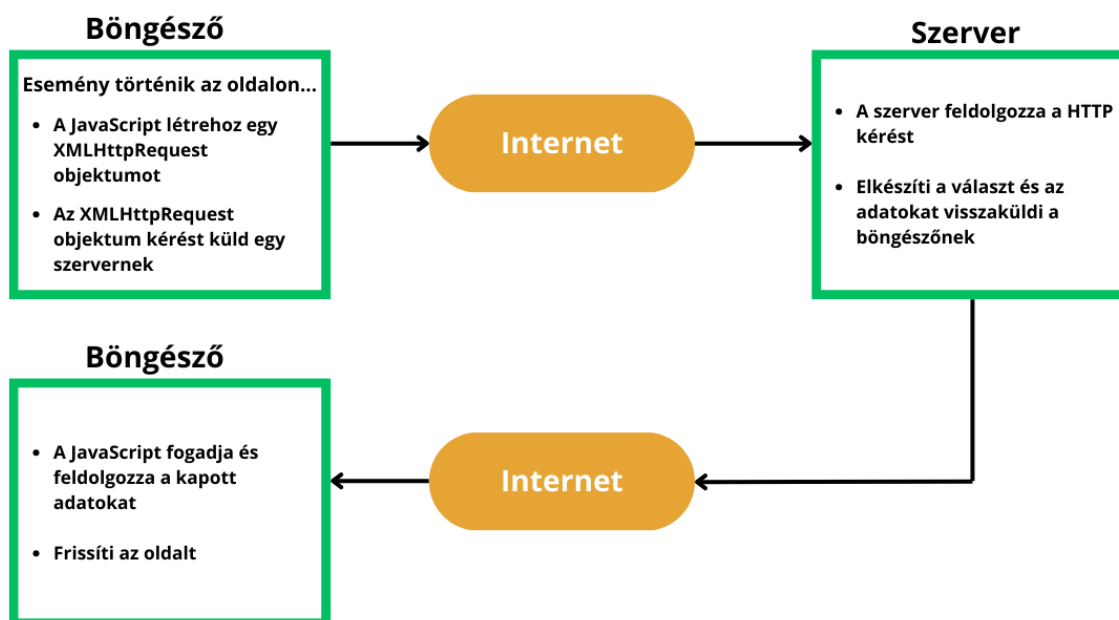 Böngésző
Esemény történik az oldalon...
• A JavaScript létrehoz egy
XMLHttpRequest
objektumot
• Az XMLHttpRequest
objektum kérést küld egy
szervernek
Internet
Szerver
• A szerver feldolgozza a HTTP
kérést
• Elkészíti a választ és az
adatokat visszaküldi a
böngészőnek
Internet
Böngésző
• A JavaScript fogadja és
feldolgozza a kapott
adatokat
• Frissíti az oldalt